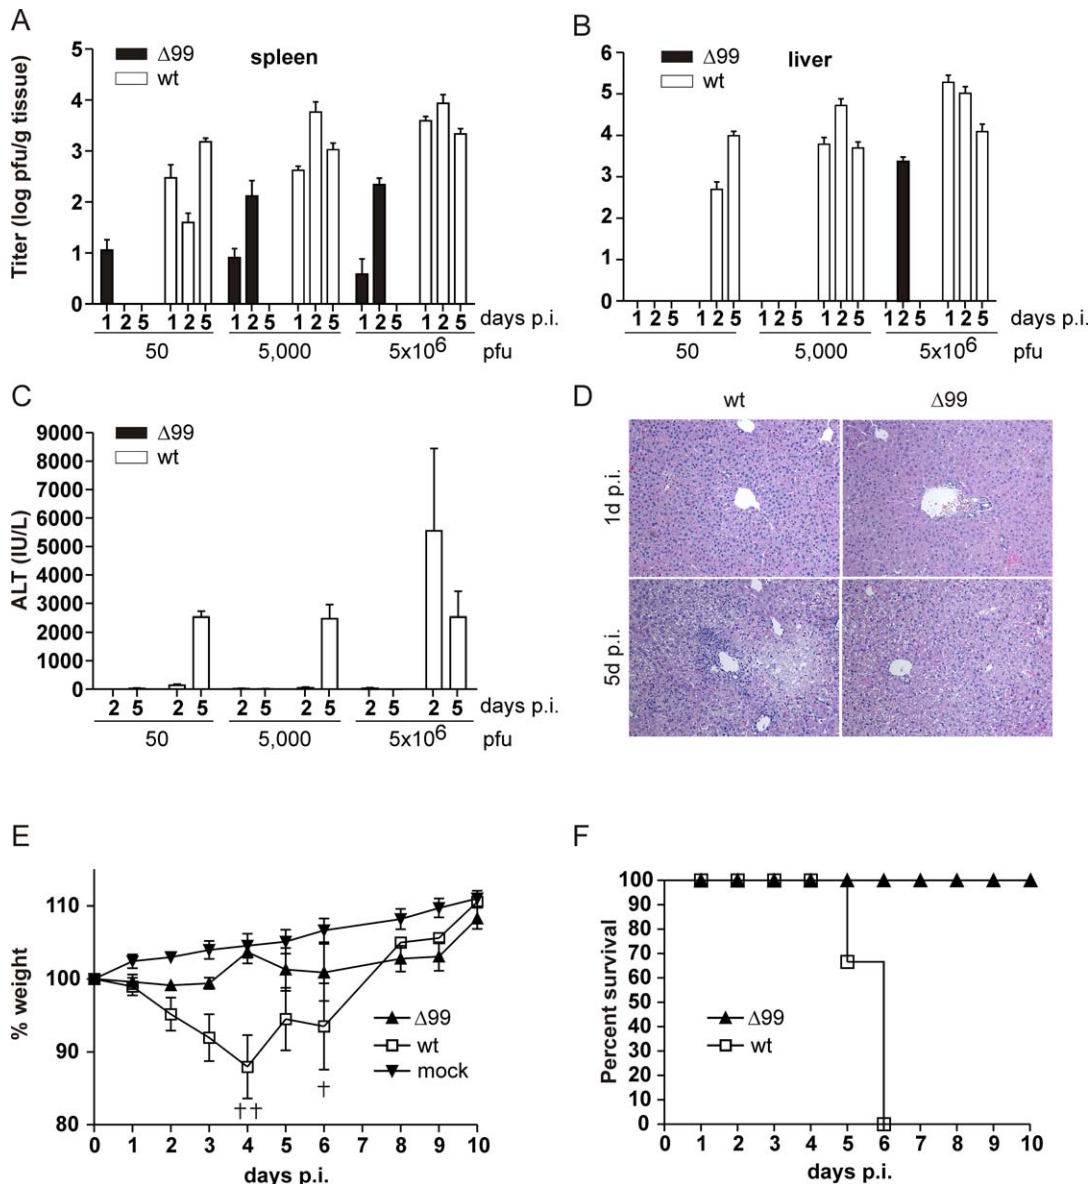 A
Δ99
wt
spleen
Titer (log pfu/g tissue)
5
4
3
2
1
0
1 2 5 1 2 5 1 2 5 1 2 5 1 2 5 1 2 5 days p.i.
50 5,000 5x10⁶ pfu
B
Δ99
wt
liver
6
5
4
3
2
1
0
1 2 5 1 2 5 1 2 5 1 2 5 1 2 5 1 2 5 days p.i.
50 5,000 5x10⁶ pfu
C
Δ99
wt
ALT (IU/L)
9000
8000
7000
6000
5000
4000
3000
2000
1000
0
2 5 2 5 2 5 2 5 2 5 2 5 days p.i.
50 5,000 5x10⁶ pfu
D
wt Δ99
1d p.i.
5d p.i.
E
% weight
110
100
90
80
Δ99
wt
mock
†† †
0 1 2 3 4 5 6 7 8 9 10
days p.i.
F
Percent survival
100
90
80
70
60
50
40
30
20
10
0
Δ99
wt
0 1 2 3 4 5 6 7 8 9 10
days p.i.